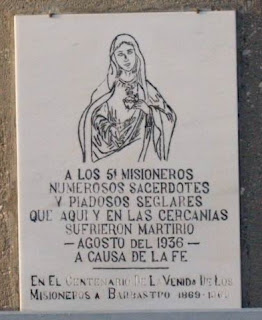 A LOS 51 MISIONEROS
NUMEROSOS SACERDOTES
Y PIADOSOS SEGLARES
QUE AQUI Y EN LAS CERCANIAS
SUFRIERON MARTIRIO
— AGOSTO DEL 1936 —
A CAUSA DE LA FE
EN EL CENTENARIO DE LA VENIDA DE LOS
MISIONEROS A BARBASTRO 1869-